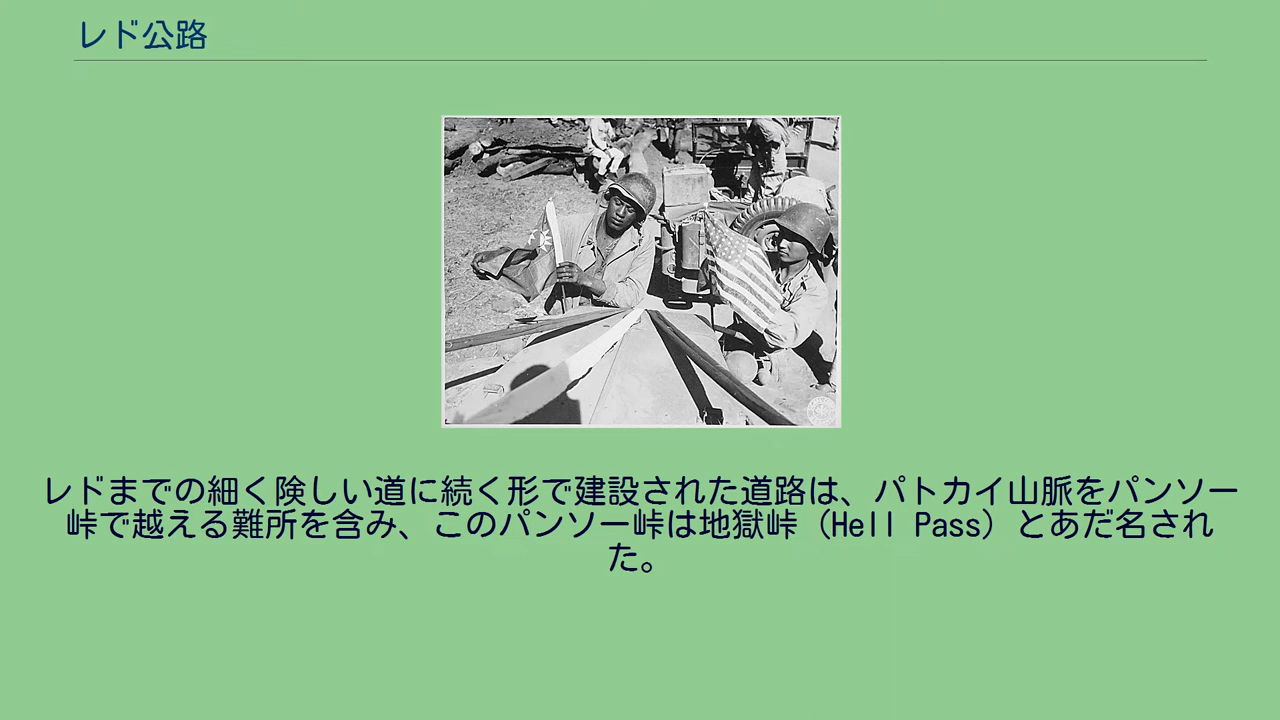 レド公路
レドまでの細く険しい道に続く形で建設された道路は、パトカイ山脈をパンソー
峠で越える難所を含み、このパンソー峠は地獄峠（Hell Pass）とあだ名され
た。